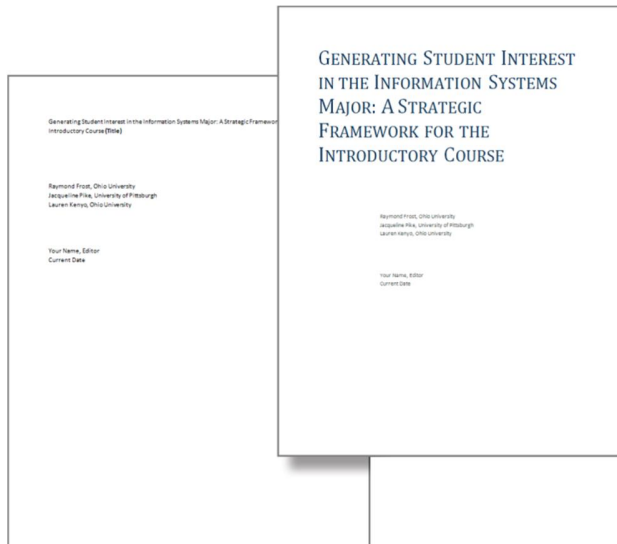 Generating Student Interest in the Information Systems Major: A Strategic Framewor
Introductory Course (Title)
Raymond Frost, Ohio University
Jacqueline Pike, University of Pittsburgh
Lauren Kenyo, Ohio University
Your Name, Editor
Current Date
GENERATING STUDENT INTEREST
IN THE INFORMATION SYSTEMS
MAJOR: A STRATEGIC
FRAMEWORK FOR THE
INTRODUCTORY COURSE
Raymond Frost, Ohio University
Jacqueline Pike, University of Pittsburgh
Lauren Kenyo, Ohio University
Your Name, Editor
Current Date